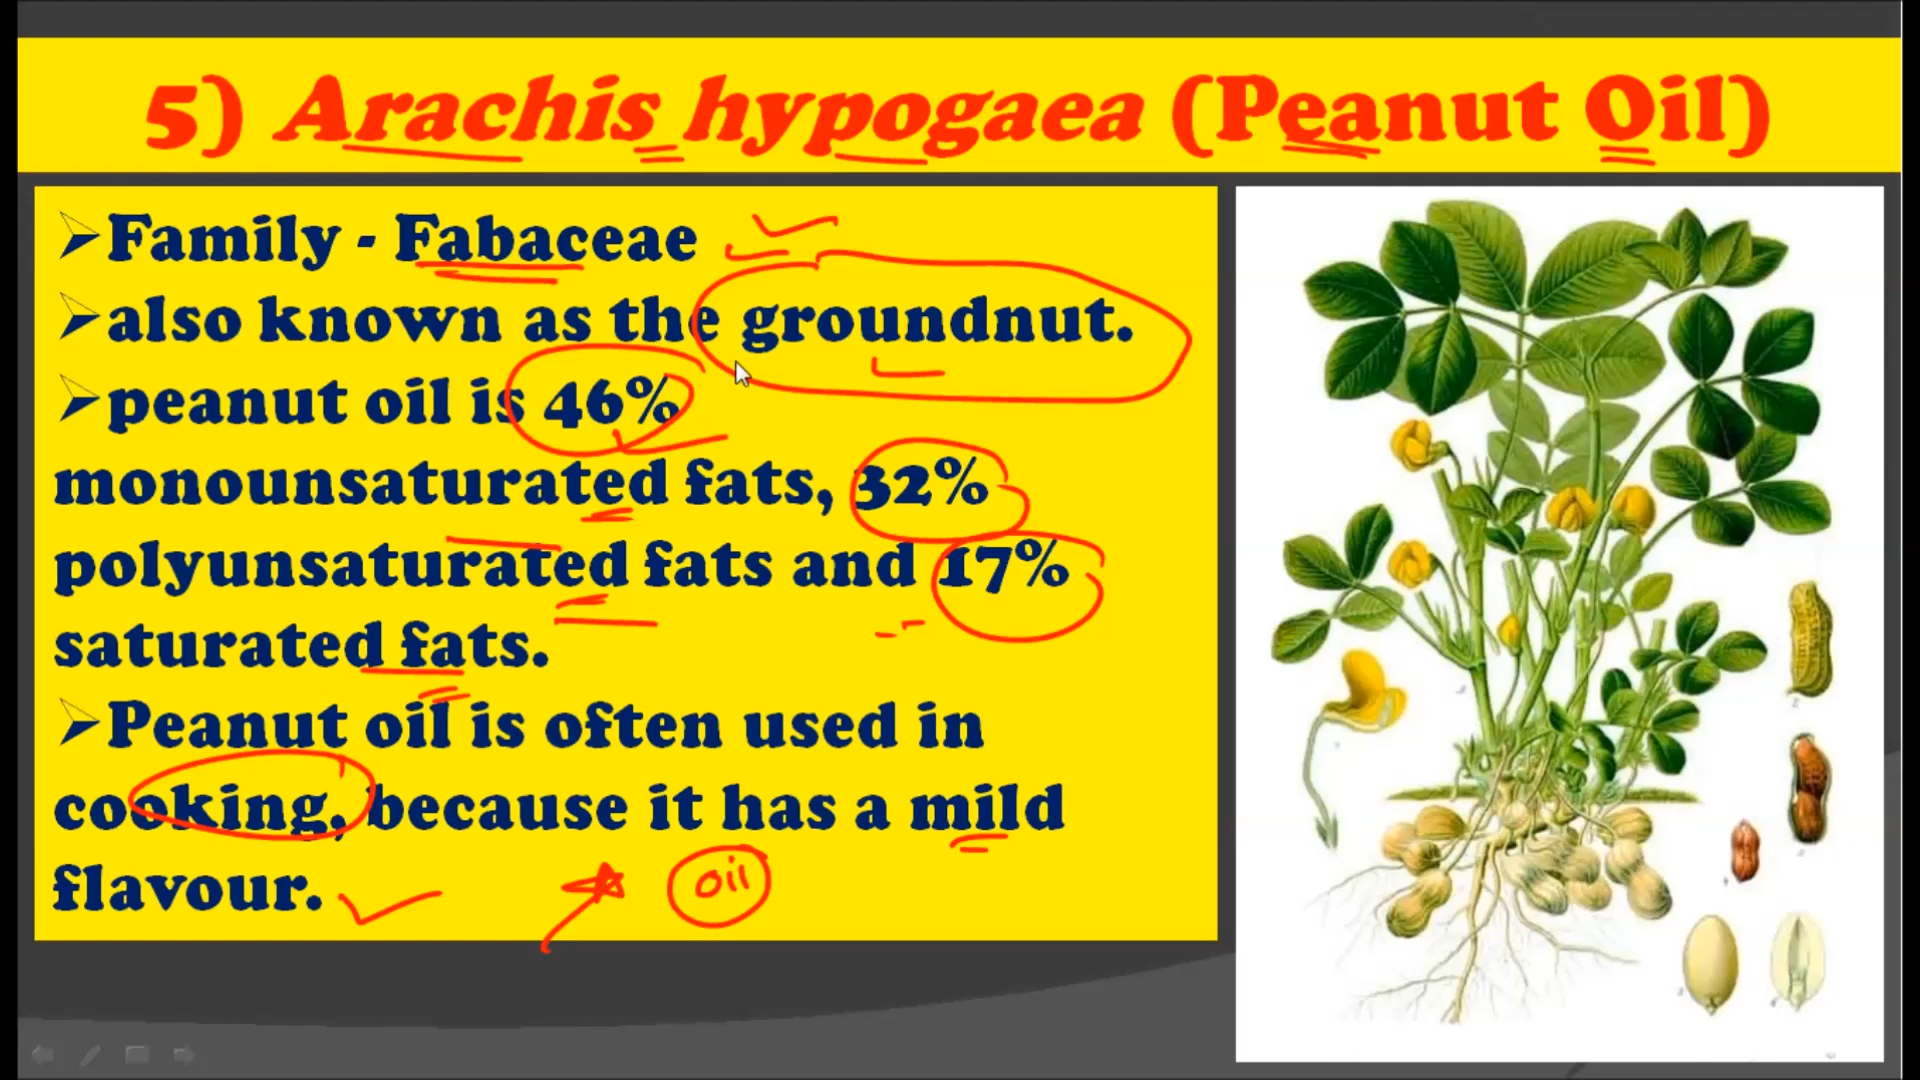 5) Arachis hypogaea (Peanut Oil)
➢Family - Fabaceae
➢also known as the groundnut.
➢peanut oil is 46%
monounsaturated fats, 32%
polyunsaturated fats and 17%
saturated fats.
➢Peanut oil is often used in
cooking, because it has a mild
flavour.
oil